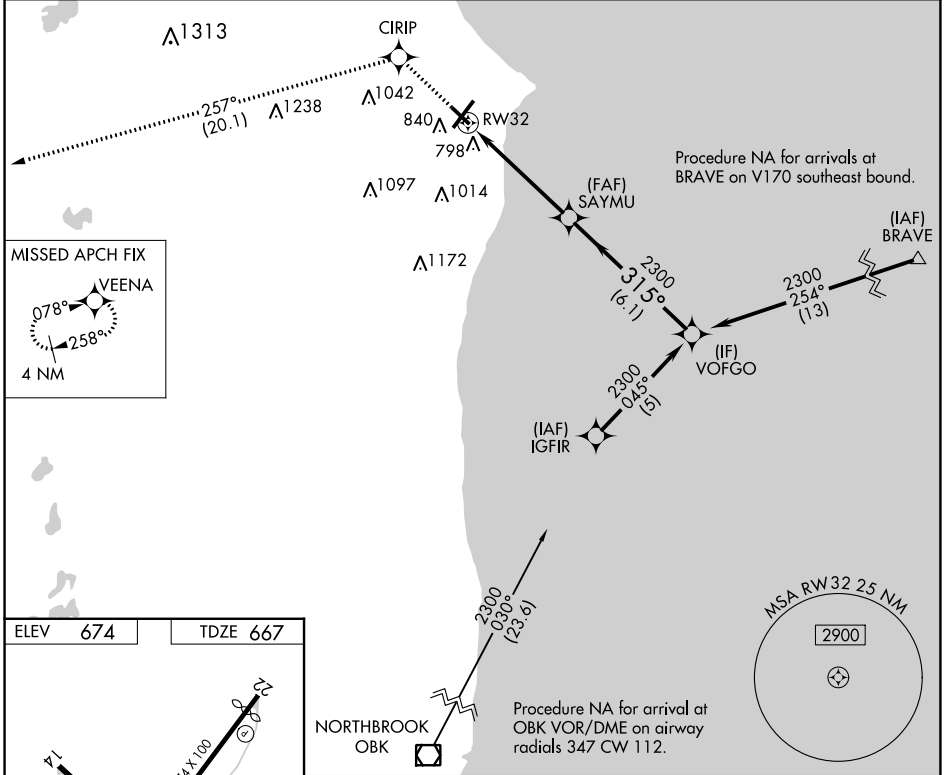 1313
CIRIP
257°
(20.1)
1238
1042
840
RW32
798
Procedure NA for arrivals at
BRAVE on V170 southeast bound.
1097
1014
(FAF)
SAYMU
(IAF)
BRAVE
1172
MISSED APCH FIX
VEENA
078°
258°
4 NM
2300
315°
(6.1)
2300
254°
(13)
(IF)
VOFGO
2300
045°
(5)
(IAF)
IGFIR
2300
030°
(23.6)
MSA RW32 25 NM
2900
ELEV 674
TDZE 667
22
P
X 100
14
NORTHBROOK
OBK
Procedure NA for arrival at
OBK VOR/DME on airway
radials 347 CW 112.